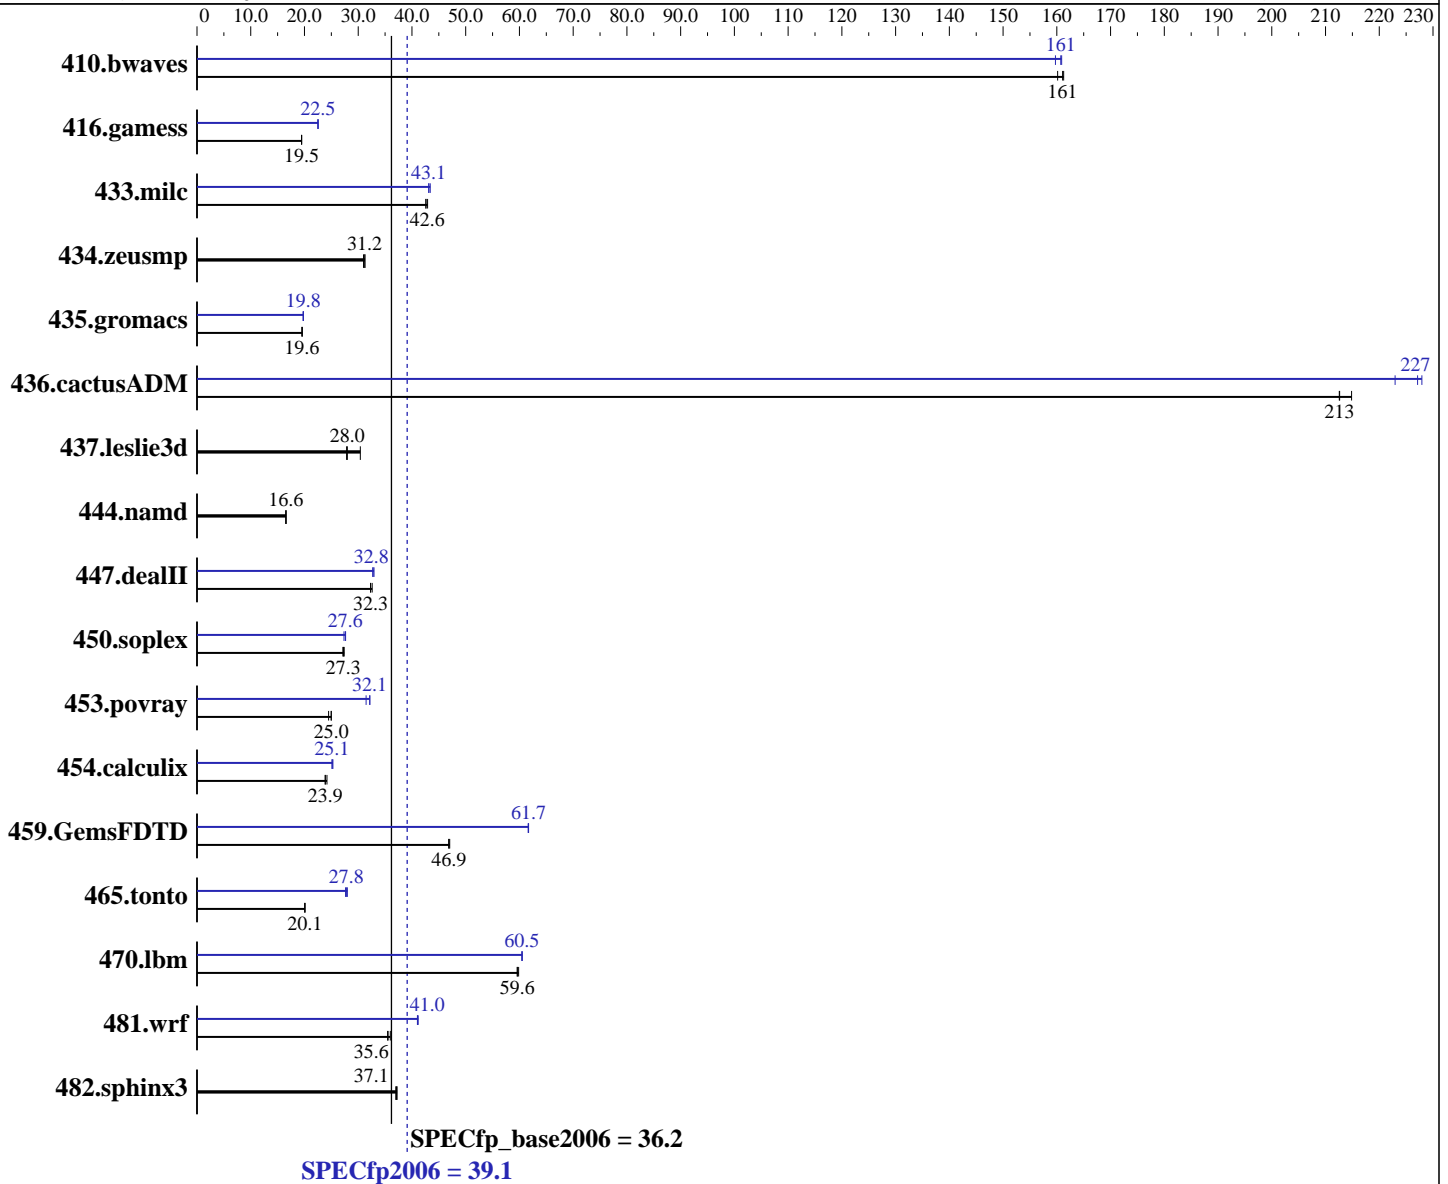 0 10.0 20.0 30.0 40.0 50.0 60.0 70.0 80.0 90.0 100 110 120 130 140 150 160 170 180 190 200 210 220 230
161
410.bwaves
161
22.5
416.gamess
19.5
43.1
433.milc
42.6
31.2
434.zeusmp
19.8
435.gromacs
19.6
227
436.cactusADM
213
28.0
437.leslie3d
16.6
444.namd
32.8
447.dealII
32.3
27.6
450.soplex
27.3
32.1
453.povray
25.0
25.1
454.calculix
23.9
61.7
459.GemsFDTD
46.9
27.8
465.tonto
20.1
60.5
470.lbm
59.6
41.0
481.wrf
35.6
37.1
482.sphinx3
SPECfp_base2006 = 36.2
SPECfp2006 = 39.1